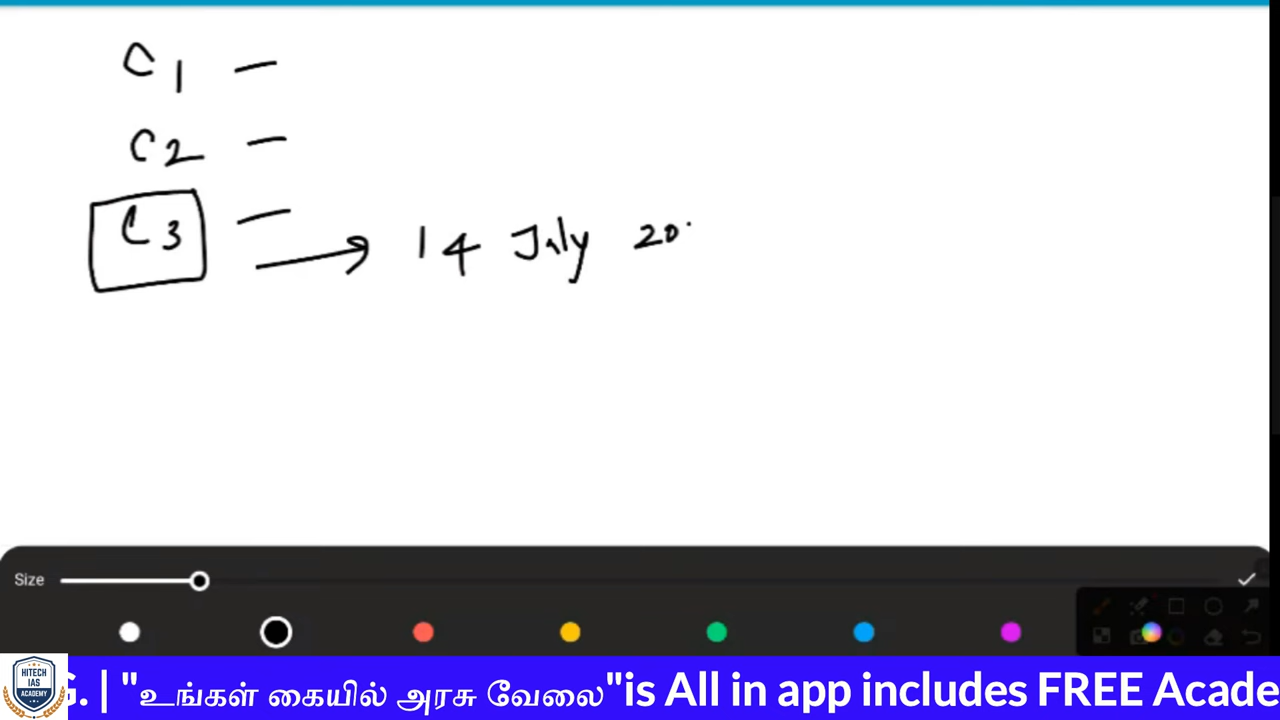 C1 –
C2 –
C3 –
→ 14 July 20
Size
HITECH
IAS
ACADEMY
G. | "உங்கள் கையில் அரசு வேலை"is All in app includes FREE Acade